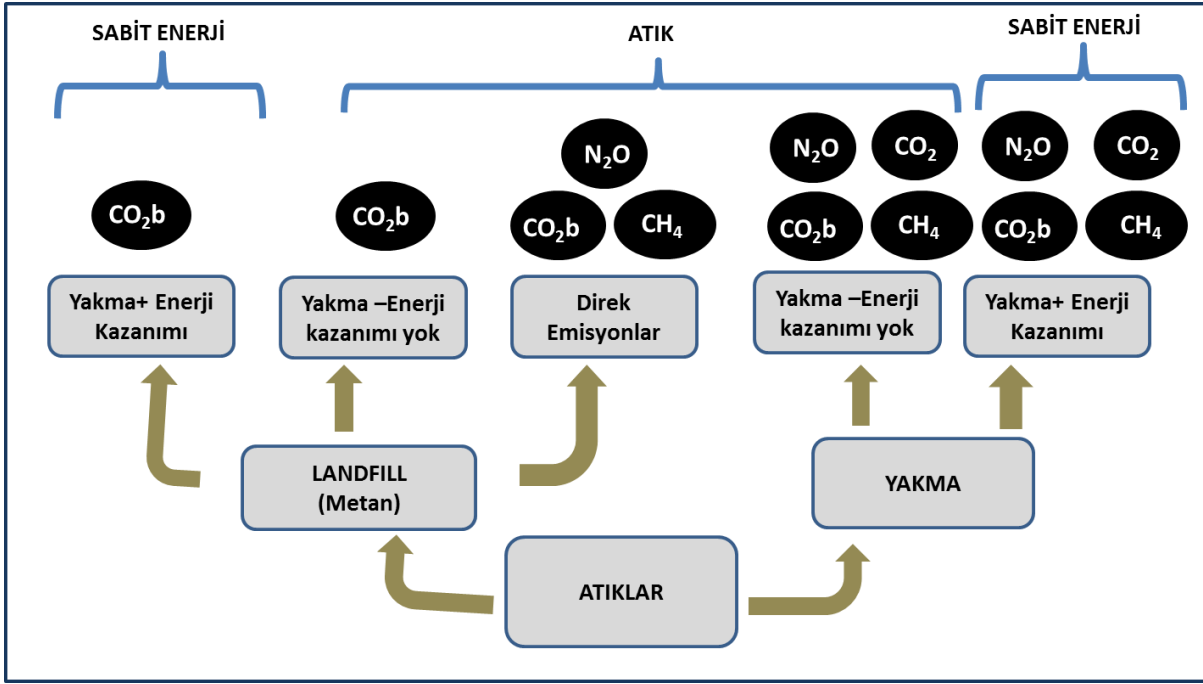 SABİT ENERJİ
ATIK
SABİT ENERJİ
CO₂b
CO₂b
N₂O
CO₂b
CH₄
N₂O
CO₂
CO₂b
CH₄
N₂O
CO₂
CO₂b
CH₄
Yakma+ Enerji
Kazanımı
Yakma –Enerji
kazanımı yok
Direk
Emisyonlar
Yakma –Enerji
kazanımı yok
Yakma+ Enerji
Kazanımı
LANDFILL
(Metan)
YAKMA
ATIKLAR